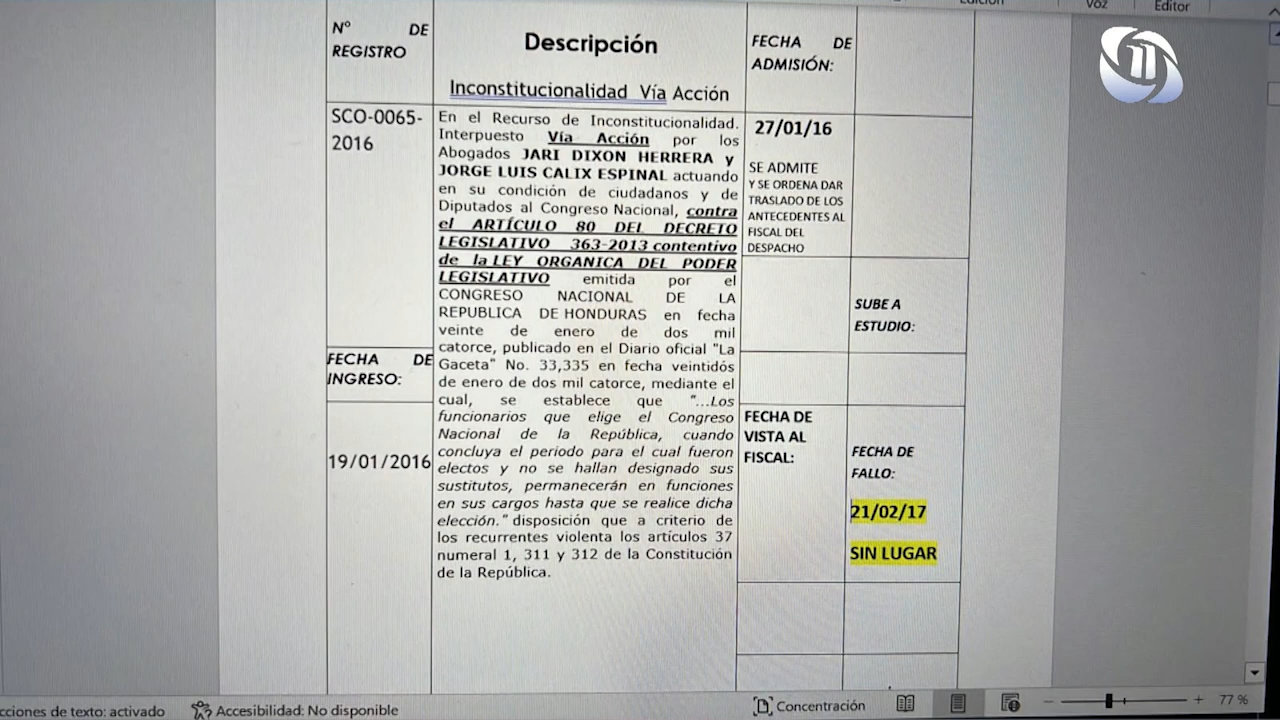 Voz
Editor
Nº DE
REGISTRO
Descripción
Inconstitucionalidad Vía Acción
FECHA DE
ADMISIÓN:
SCO-0065-
2016
En el Recurso de Inconstitucionalidad.
Interpuesto Vía Acción por los
Abogados JARI DIXON HERRERA y
JORGE LUIS CALIX ESPINAL actuando
en su condición de ciudadanos y de
Diputados al Congreso Nacional, contra
el ARTÍCULO 80 DEL DECRETO
LEGISLATIVO 363-2013 contentivo
de la LEY ORGANICA DEL PODER
LEGISLATIVO emitida por el
CONGRESO NACIONAL DE LA
REPUBLICA DE HONDURAS en fecha
veinte de enero de dos mil
catorce, publicado en el Diario oficial "La
Gaceta" No. 33,335 en fecha veintidós
de enero de dos mil catorce, mediante el
cual, se establece que "...Los
funcionarios que elige el Congreso
Nacional de la República, cuando
concluya el periodo para el cual fueron
electos y no se hallan designado sus
sustitutos, permanecerán en funciones
en sus cargos hasta que se realice dicha
elección." disposición que a criterio de
los recurrentes violenta los artículos 37
numeral 1, 311 y 312 de la Constitución
de la República.
27/01/16
SE ADMITE
Y SE ORDENA DAR
TRASLADO DE LOS
ANTECEDENTES AL
FISCAL DEL
DESPACHO
SUBE A
ESTUDIO:
FECHA DE
INGRESO:
19/01/2016
FECHA DE
VISTA AL
FISCAL:
FECHA DE
FALLO:
21/02/17
SIN LUGAR
11
cciones de texto: activado
Accesibilidad: No disponible
Concentración
77 %